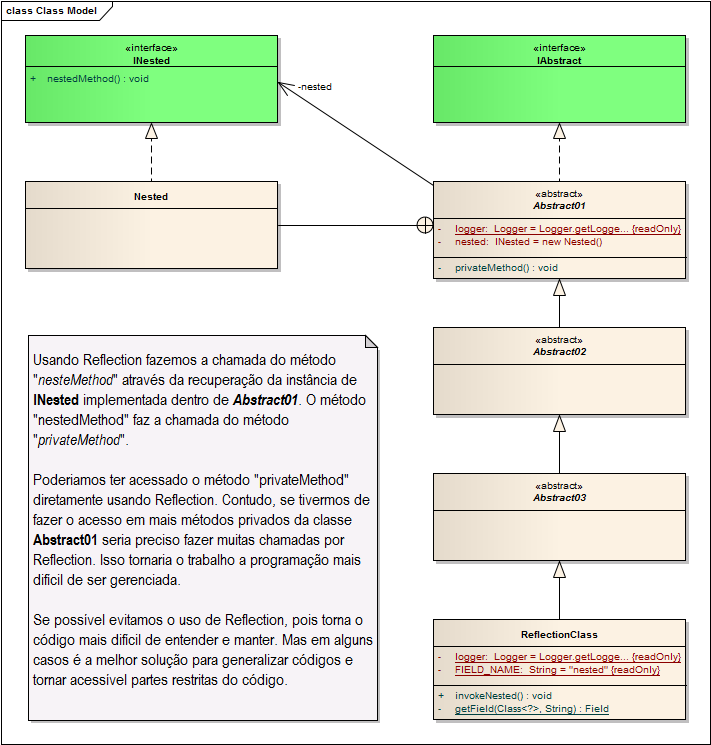 class Class Model
«interface»
INested
+ nestedMethod() : void
«interface»
IAbstract
-nested
Nested
«abstract»
Abstract01
- logger: Logger = Logger.getLogge... {readOnly}
- nested: INested = new Nested()
- privateMethod() : void
«abstract»
Abstract02
Usando Reflection fazemos a chamada do método
"nesteMethod" através da recuperação da instância de
INested implementada dentro de Abstract01. O método
"nestedMethod" faz a chamada do método
"privateMethod".
Poderiamos ter acessado o método "privateMethod"
diretamente usando Reflection. Contudo, se tivermos de
fazer o acesso em mais métodos privados da classe
Abstract01 seria preciso fazer muitas chamadas por
Reflection. Isso tornaria o trabalho a programação mais
dificil de ser gerenciada.
Se possível evitamos o uso de Reflection, pois torna o
código mais difícil de entender e manter. Mas em alguns
casos é a melhor solução para generalizar códigos e
tornar acessível partes restritas do código.
«abstract»
Abstract03
ReflectionClass
- logger: Logger = Logger.getLogge... {readOnly}
- FIELD_NAME: String = "nested" {readOnly}
+ invokeNested() : void
- getField(Class<?>, String) : Field